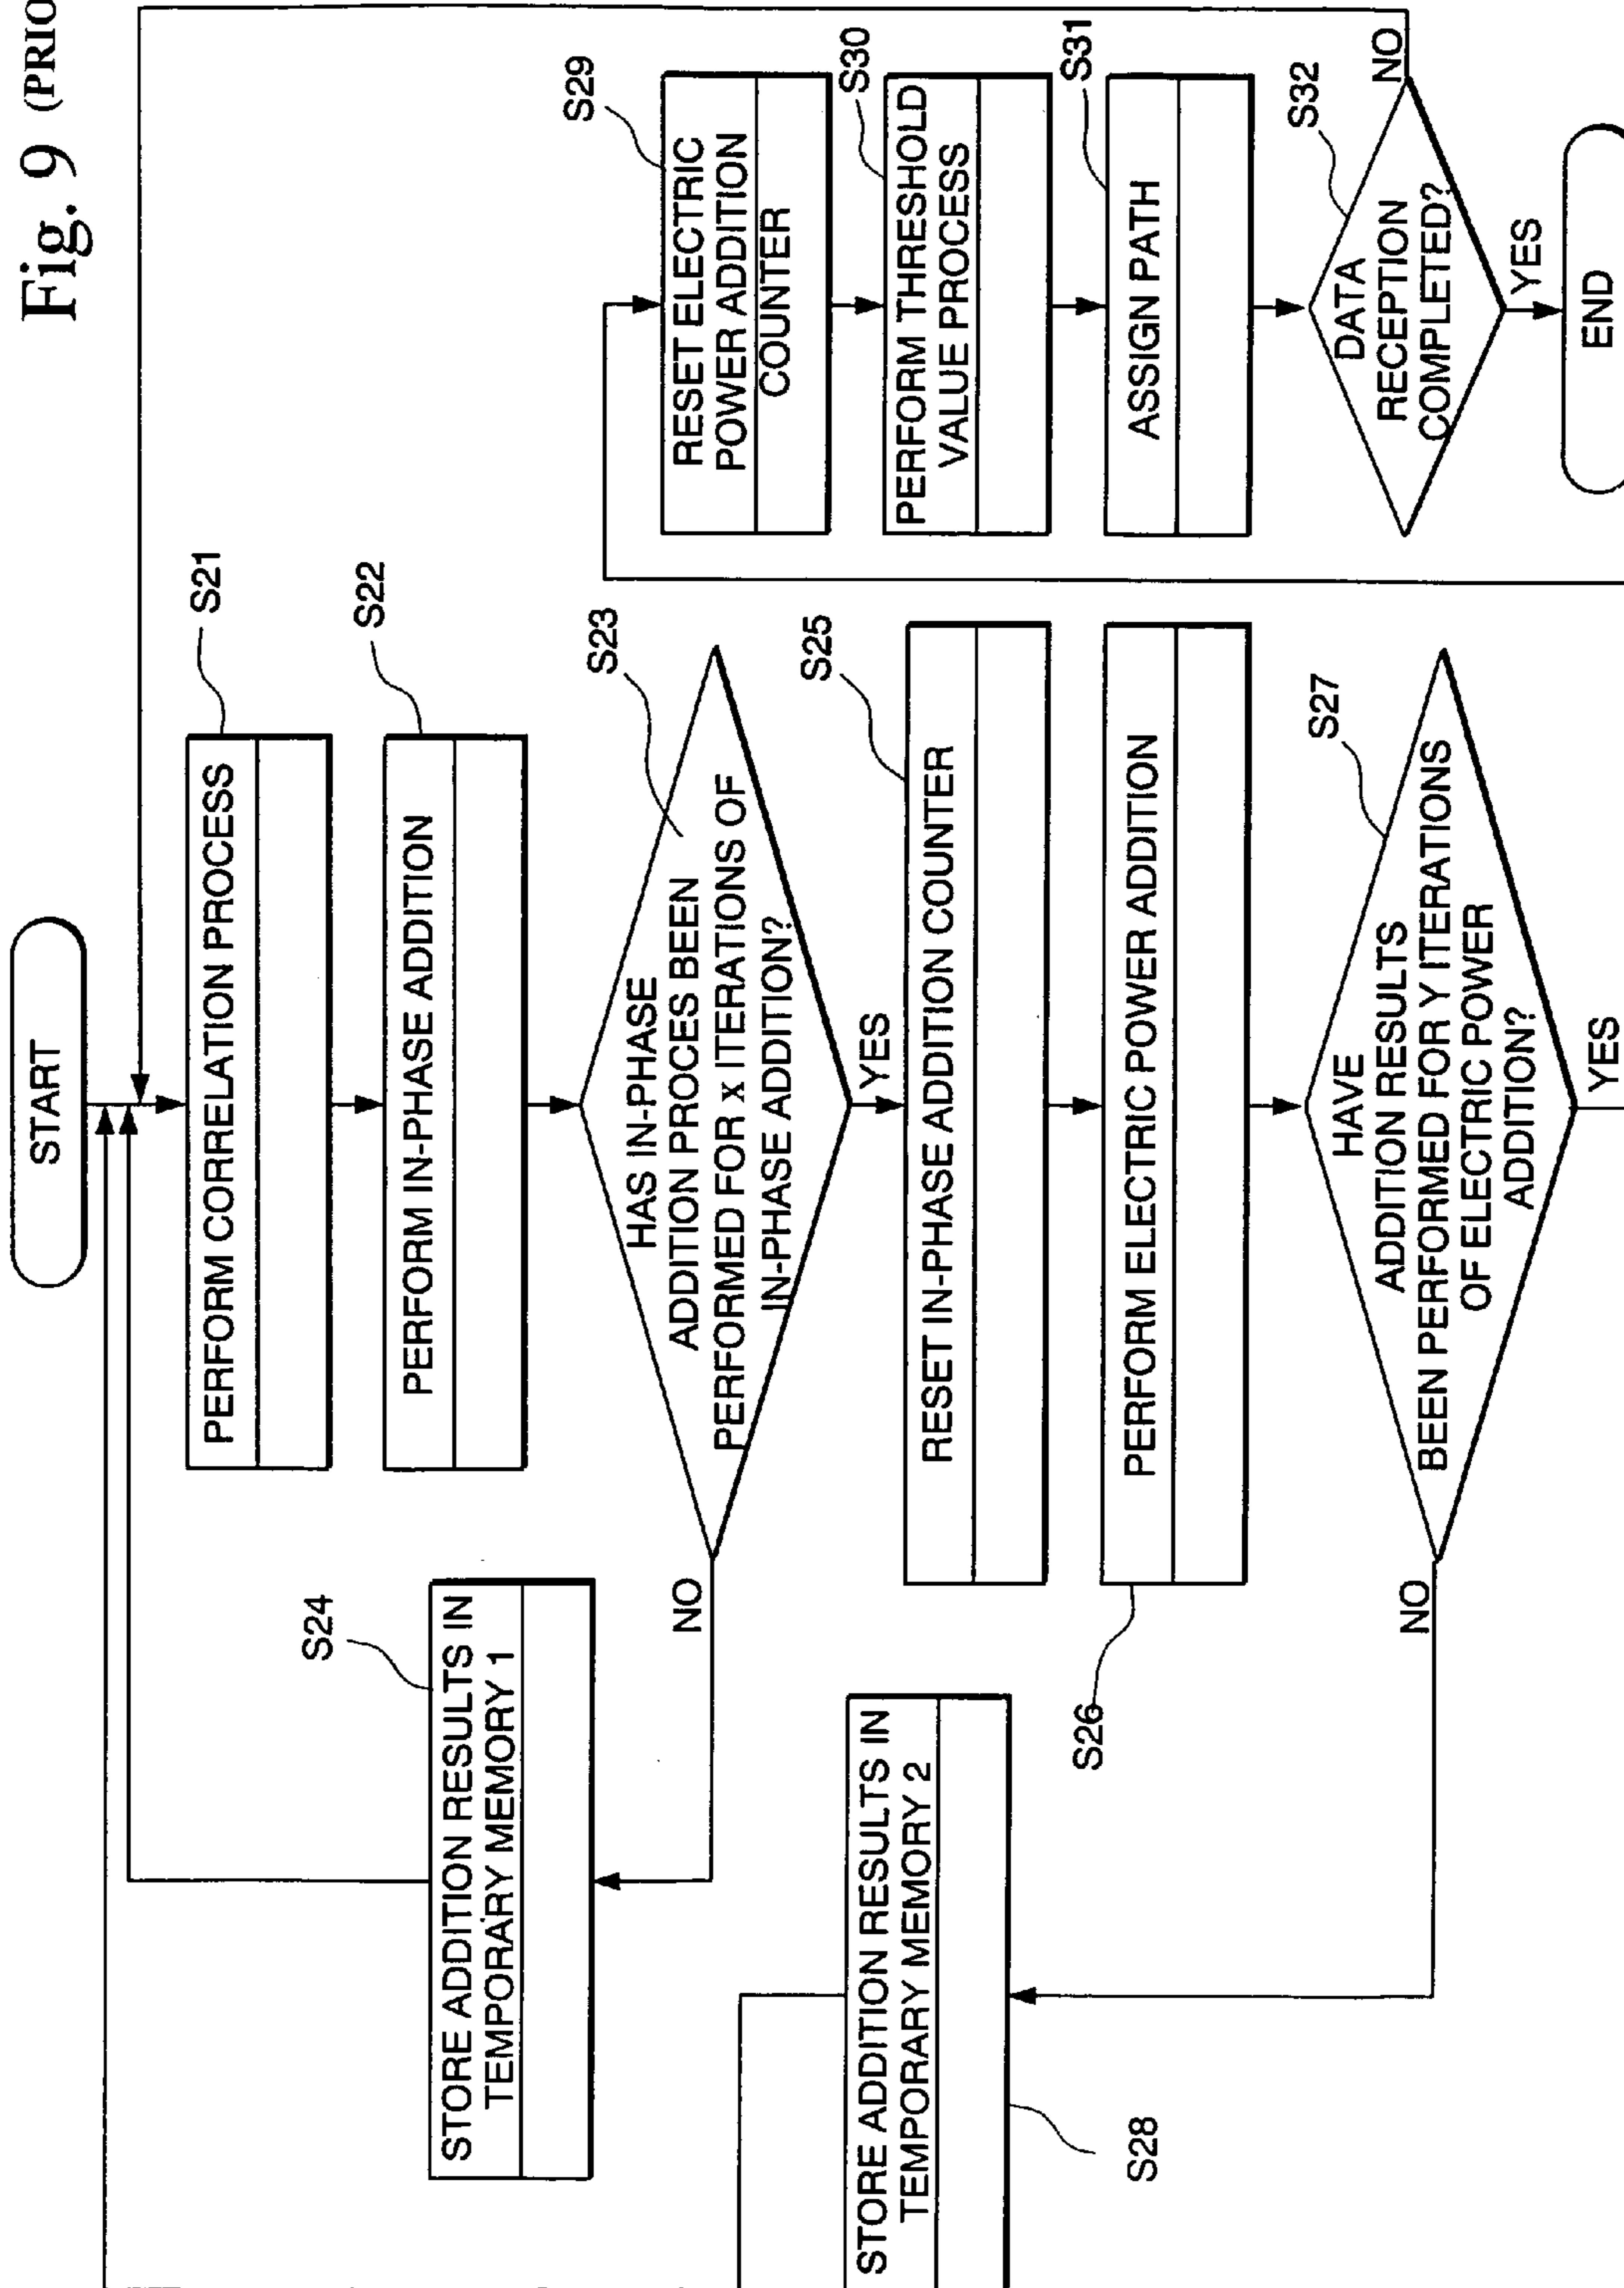 Fig. 9 (PRIO
START
PERFORM CORRELATION PROCESS
S21
PERFORM IN-PHASE ADDITION
S22
HAS IN-PHASE
ADDITION PROCESS BEEN
PERFORMED FOR x ITERATIONS OF
IN-PHASE ADDITION?
S23
NO
YES
STORE ADDITION RESULTS IN
TEMPORARY MEMORY 1
S24
RESET IN-PHASE ADDITION COUNTER
S25
PERFORM ELECTRIC POWER ADDITION
S26
HAVE
ADDITION RESULTS
BEEN PERFORMED FOR Y ITERATIONS
OF ELECTRIC POWER
ADDITION?
S27
NO
YES
STORE ADDITION RESULTS IN
TEMPORARY MEMORY 2
S28
RESET ELECTRIC
POWER ADDITION
COUNTER
S29
PERFORM THRESHOLD
VALUE PROCESS
S30
ASSIGN PATH
S31
DATA
RECEPTION
COMPLETED?
S32
NO
YES
END